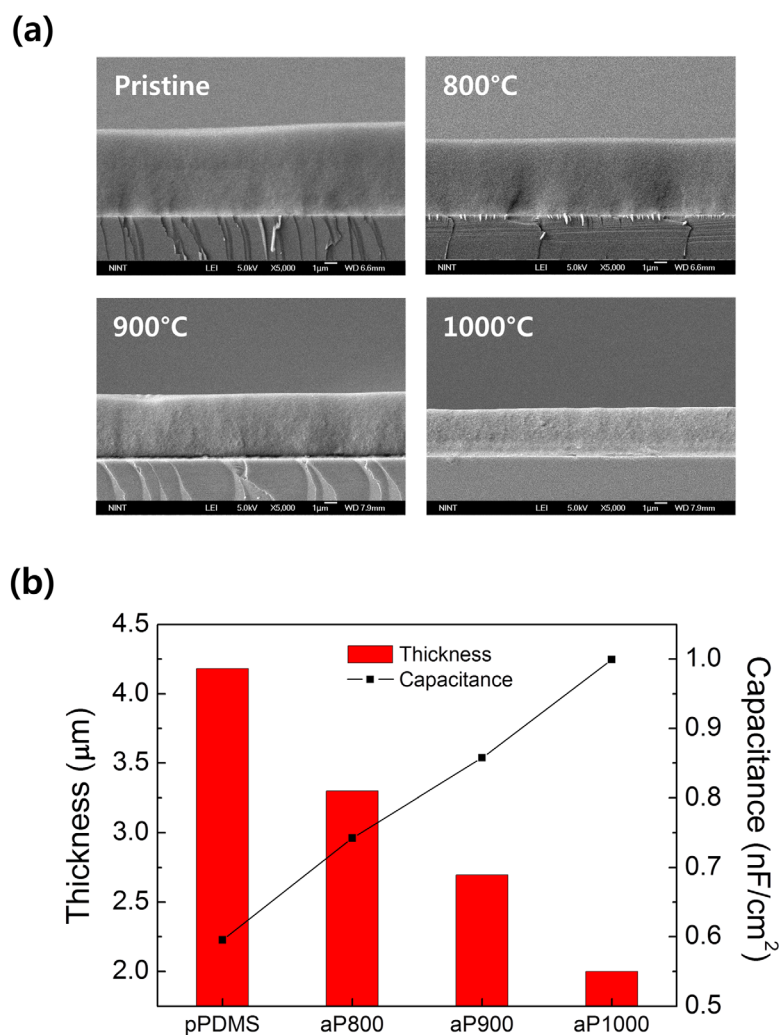 (a)
Pristine
NINT LEI 5.0kV X5,000 1μm WD 6.6mm
800°C
NINT LEI 5.0kV X5,000 1μm WD 6.6mm
900°C
NINT LEI 5.0kV X5,000 1μm WD 7.9mm
1000°C
NINT LEI 5.0kV X5,000 1μm WD 7.9mm
(b)
Thickness (μm)
4.5
4.0
3.5
3.0
2.5
2.0
Thickness
Capacitance
1.0
0.9
0.8
0.7
0.6
0.5
Capacitance (nF/cm²)
pPDMS aP800 aP900 aP1000